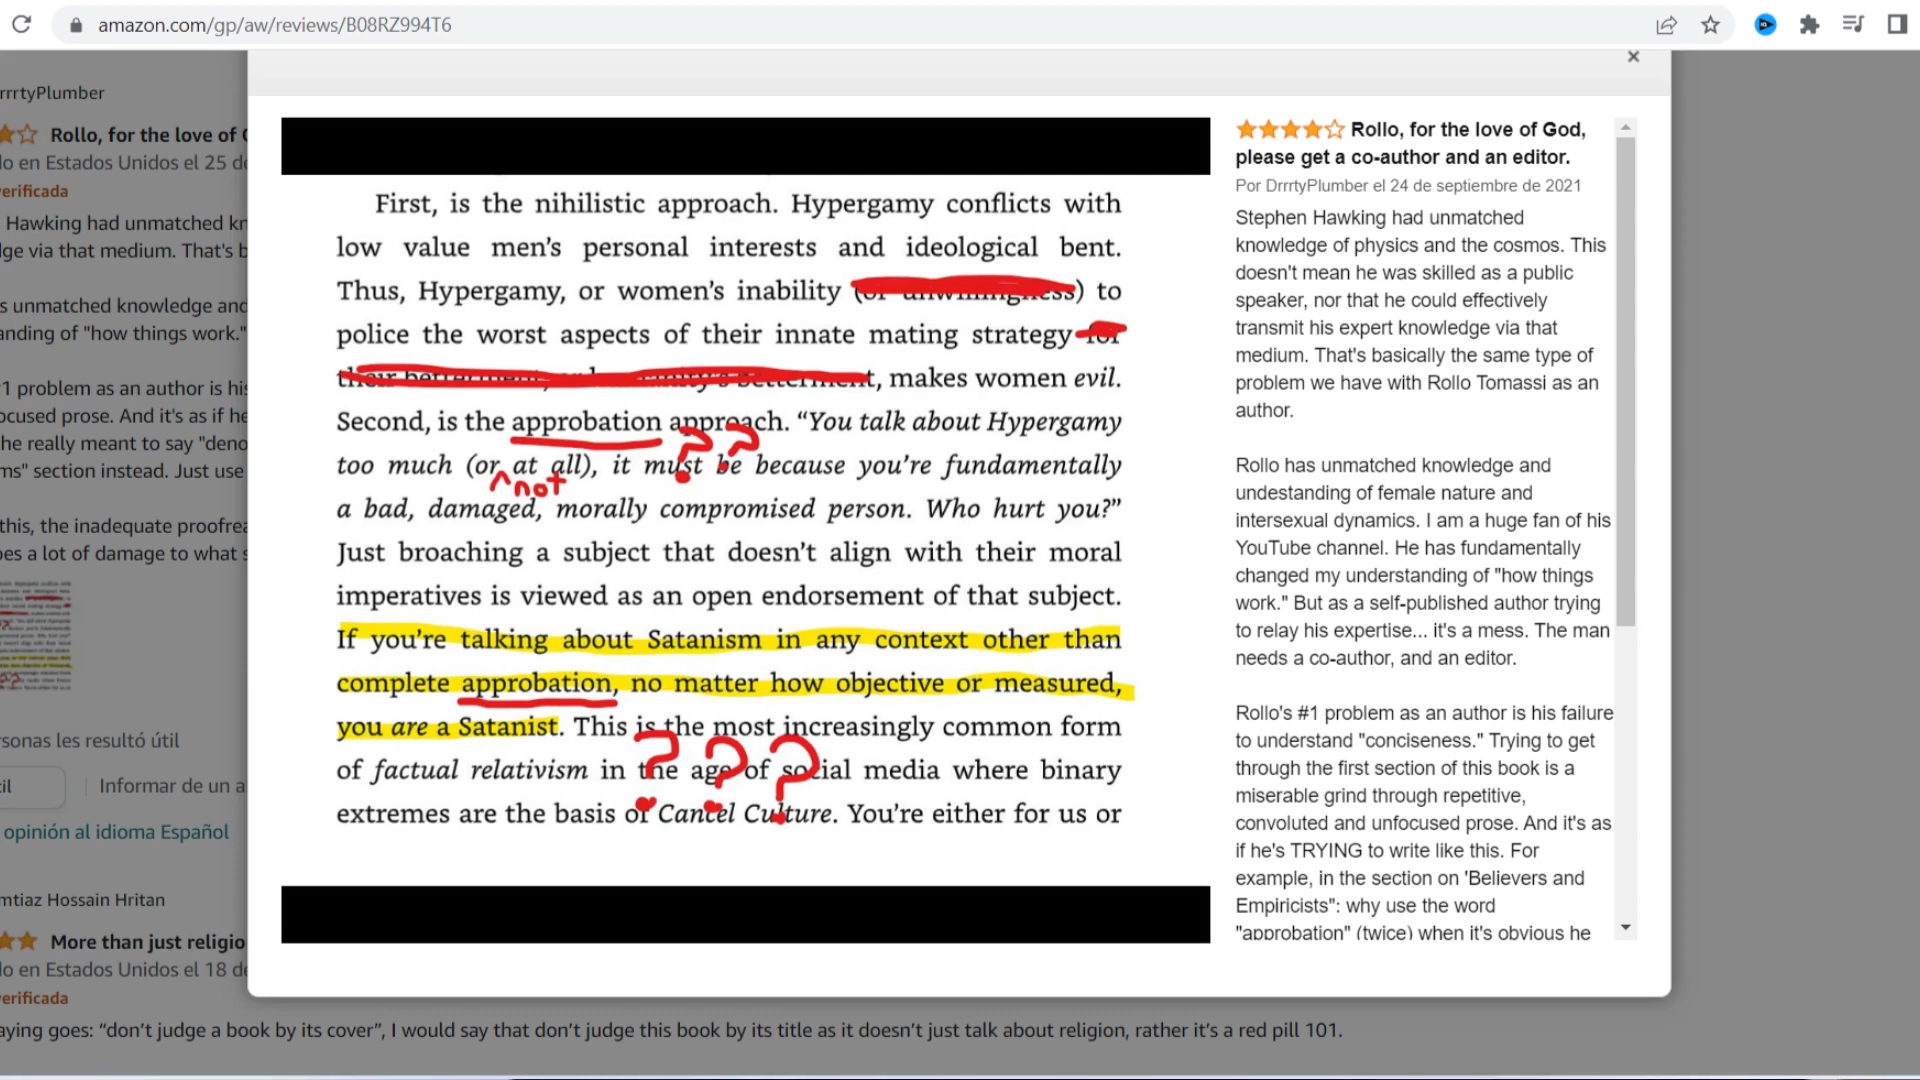 amazon.com/gp/aw/reviews/B08RZ994T6
rrrtyPlumber
Rollo, for the love of
lo en Estados Unidos el 25 d
erificada
Hawking had unmatched kn
ge via that medium. That's b
s unmatched knowledge and
anding of "how things work."
1 problem as an author is his
ocused prose. And it's as if he
he really meant to say "deno
ms" section instead. Just use
this, the inadequate proofrea
oes a lot of damage to what s
sonas les resultó útil
il
Informar de un a
opinión al idioma Español
mtiaz Hossain Hritan
More than just religio
lo en Estados Unidos el 18 d
erificada
aying goes: “don’t judge a book by its cover”, I would say that don’t judge this book by its title as it doesn’t just talk about religion, rather it’s a red pill 101.
First, is the nihilistic approach. Hypergamy conflicts with
low value men’s personal interests and ideological bent.
Thus, Hypergamy, or women’s inability (or unwillingness) to
police the worst aspects of their innate mating strategy for
their betterment, makes women evil.
Second, is the approbation approach. “You talk about Hypergamy
too much (or at all), it must be because you’re fundamentally
^not
??
a bad, damaged, morally compromised person. Who hurt you?”
Just broaching a subject that doesn’t align with their moral
imperatives is viewed as an open endorsement of that subject.
If you’re talking about Satanism in any context other than
complete approbation, no matter how objective or measured,
you are a Satanist. This is the most increasingly common form
of factual relativism in the age of social media where binary
???
extremes are the basis of Cancel Culture. You’re either for us or
Rollo, for the love of God,
please get a co-author and an editor.
Por DrrrtyPlumber el 24 de septiembre de 2021
Stephen Hawking had unmatched
knowledge of physics and the cosmos. This
doesn't mean he was skilled as a public
speaker, nor that he could effectively
transmit his expert knowledge via that
medium. That's basically the same type of
problem we have with Rollo Tomassi as an
author.
Rollo has unmatched knowledge and
undestanding of female nature and
intersexual dynamics. I am a huge fan of his
YouTube channel. He has fundamentally
changed my understanding of "how things
work." But as a self-published author trying
to relay his expertise... it's a mess. The man
needs a co-author, and an editor.
Rollo's #1 problem as an author is his failure
to understand "conciseness." Trying to get
through the first section of this book is a
miserable grind through repetitive,
convoluted and unfocused prose. And it's as
if he's TRYING to write like this. For
example, in the section on 'Believers and
Empiricists": why use the word
"approbation" (twice) when it's obvious he